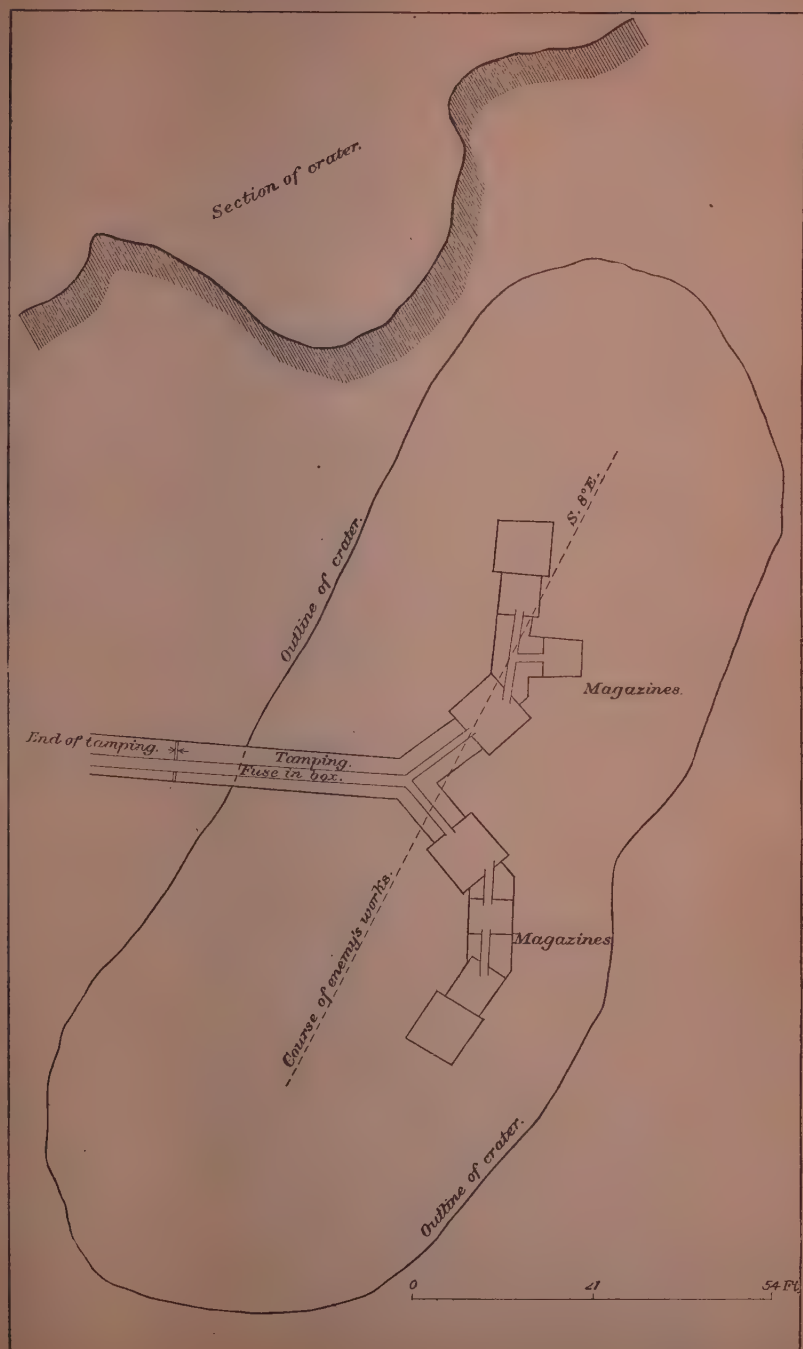 Section of crater.
S. 8° E.
Outline of crater.
Magazines.
End of tamping.
Tamping.
Fuse in box.
Course of enemy's works.
Magazines
Outline of crater.
0 27 54 Ft.